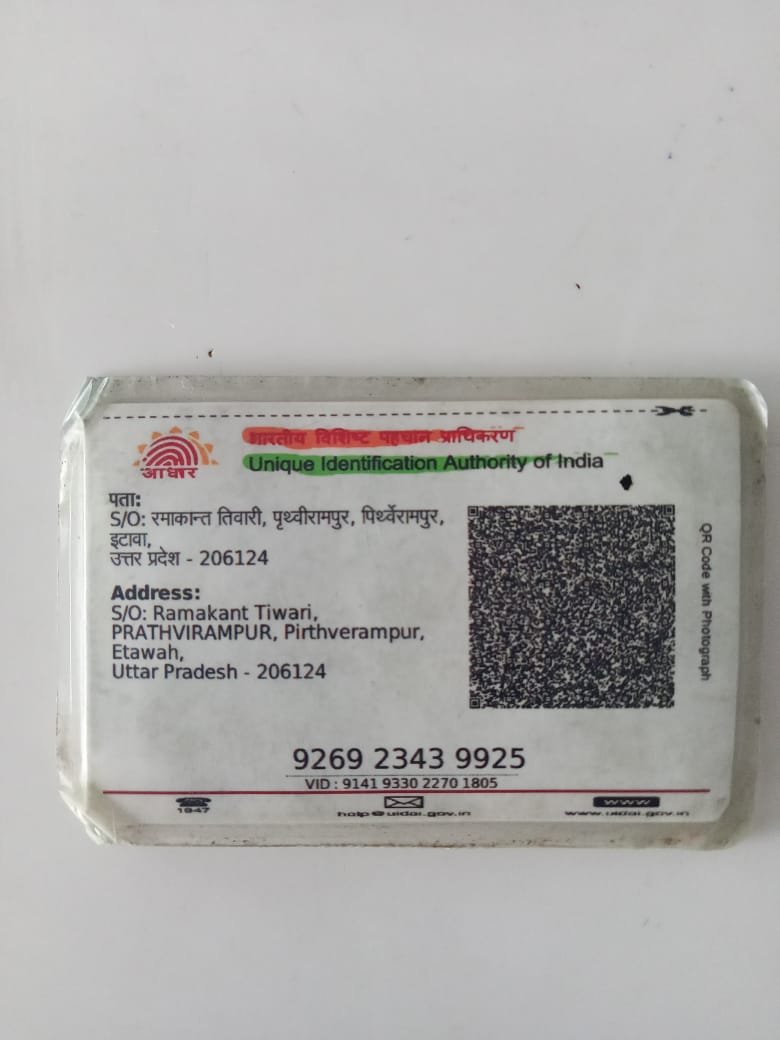 आधार
भारतीय विशिष्ट पहचान प्राधिकरण
Unique Identification Authority of India
पता:
S/O: रमाकान्त तिवारी, पृथ्वीरामपुर, पिर्थ्वेरामपुर,
इटावा,
उत्तर प्रदेश - 206124
Address:
S/O: Ramakant Tiwari,
PRATHVIRAMPUR, Pirthverampur,
Etawah,
Uttar Pradesh - 206124
QR Code with Photograph
9269 2343 9925
VID : 9141 9330 2270 1805
1947
help@uidai.gov.in
www
www.uidai.gov.in